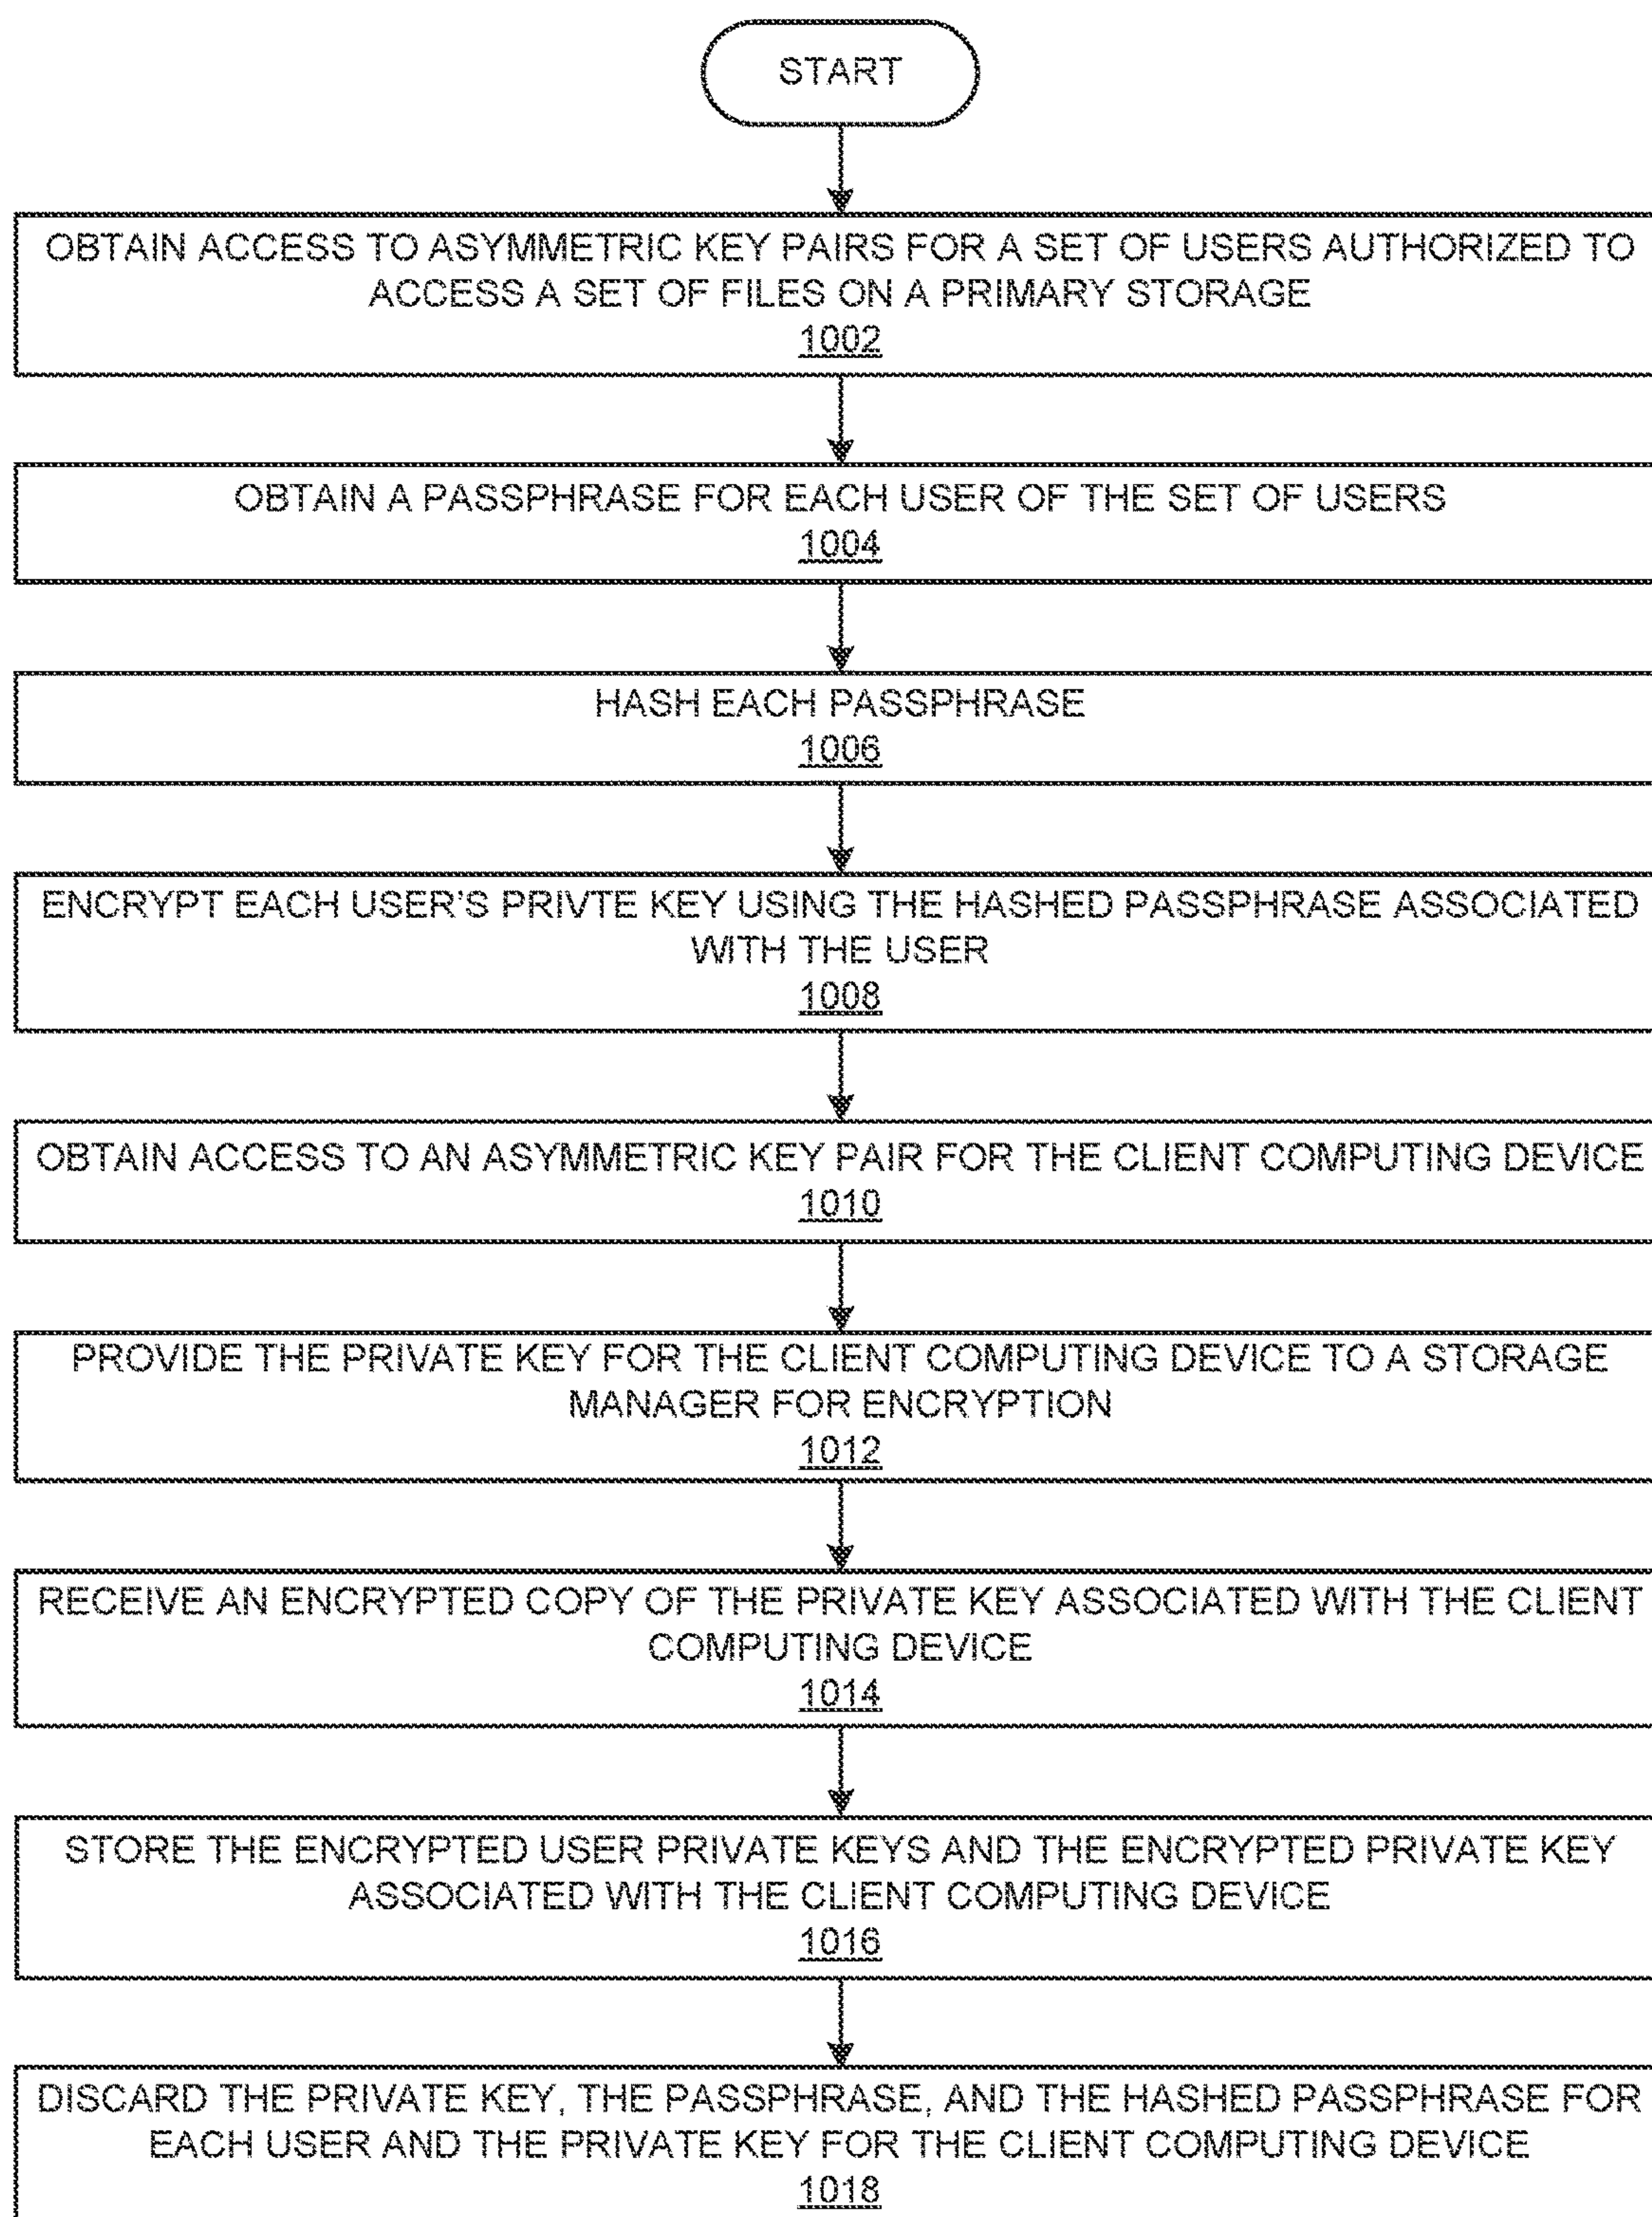 START
OBTAIN ACCESS TO ASYMMETRIC KEY PAIRS FOR A SET OF USERS AUTHORIZED TO
ACCESS A SET OF FILES ON A PRIMARY STORAGE
1002
OBTAIN A PASSPHRASE FOR EACH USER OF THE SET OF USERS
1004
HASH EACH PASSPHRASE
1006
ENCRYPT EACH USER'S PRIVTE KEY USING THE HASHED PASSPHRASE ASSOCIATED
WITH THE USER
1008
OBTAIN ACCESS TO AN ASYMMETRIC KEY PAIR FOR THE CLIENT COMPUTING DEVICE
1010
PROVIDE THE PRIVATE KEY FOR THE CLIENT COMPUTING DEVICE TO A STORAGE
MANAGER FOR ENCRYPTION
1012
RECEIVE AN ENCRYPTED COPY OF THE PRIVATE KEY ASSOCIATED WITH THE CLIENT
COMPUTING DEVICE
1014
STORE THE ENCRYPTED USER PRIVATE KEYS AND THE ENCRYPTED PRIVATE KEY
ASSOCIATED WITH THE CLIENT COMPUTING DEVICE
1016
DISCARD THE PRIVATE KEY, THE PASSPHRASE, AND THE HASHED PASSPHRASE FOR
EACH USER AND THE PRIVATE KEY FOR THE CLIENT COMPUTING DEVICE
1018